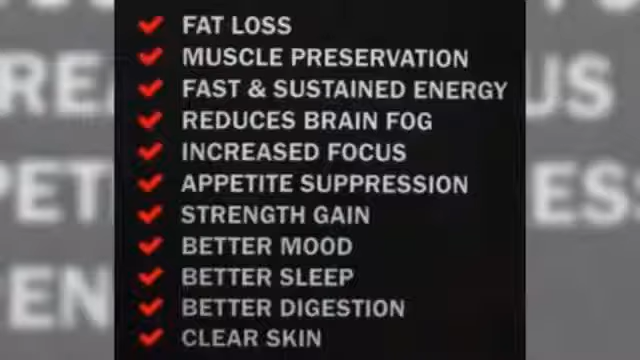 FAT LOSS
MUSCLE PRESERVATION
FAST & SUSTAINED ENERGY
REDUCES BRAIN FOG
INCREASED FOCUS
APPETITE SUPPRESSION
STRENGTH GAIN
BETTER MOOD
BETTER SLEEP
BETTER DIGESTION
CLEAR SKIN